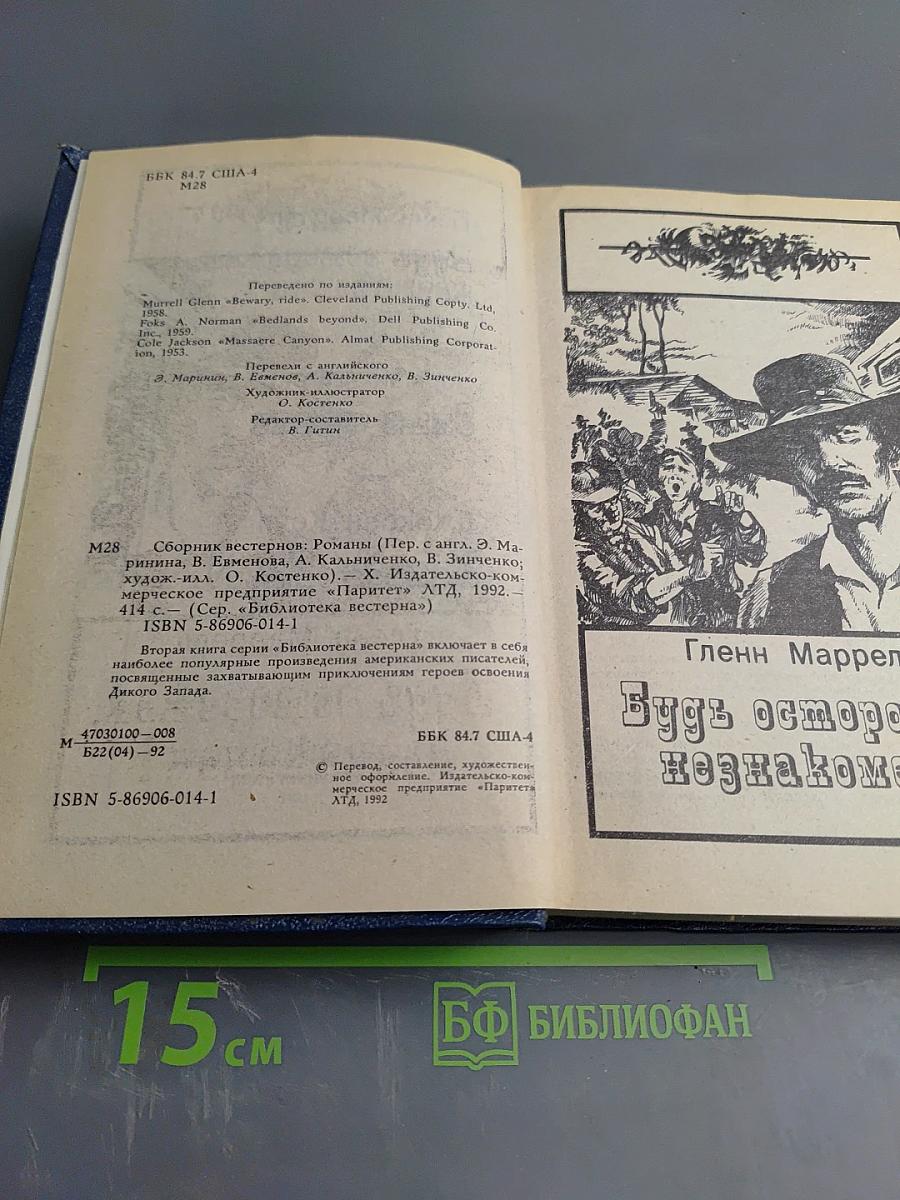 ББК 84.7 США-4
М28
Переведено по изданиям:
Murrell Glenn «Bewary, ride». Cleveland Publishing Copty. Ltd,
1958.
Foks A. Norman «Bedlands beyond». Dell Publishing Co.
Inc., 1959.
Cole Jackson «Massacre Canyon». Almat Publishing Corporat-
ion, 1953.
Перевели с английского
Э. Маринин, В. Евменов, А. Кальниченко, В. Зинченко
Художник-иллюстратор
О. Костенко
Редактор-составитель
В. Гитин
М28 Сборник вестернов: Романы (Пер. с англ. Э. Ма-
ринина, В. Евменова, А. Кальниченко, В. Зинченко;
худож.-илл. О. Костенко).— Х. Издательско-ком-
мерческое предприятие «Паритет» ЛТД, 1992.—
414 с.— (Сер. «Библиотека вестерна»)
ISBN 5-86906-014-1
Вторая книга серии «Библиотека вестерна» включает в себя
наиболее популярные произведения американских писателей,
посвященные захватывающим приключениям героев освоения
Дикого Запада.
М 47030100—008
Б22(04)—92
ББК 84.7 США-4
© Перевод, составление, художествен-
ное оформление. Издательско-ком-
мерческое предприятие «Паритет»
ЛТД, 1992
ISBN 5-86906-014-1
Гленн Маррел
Будь осторо
незнаком
15 см
БФ БИБЛИОФАН